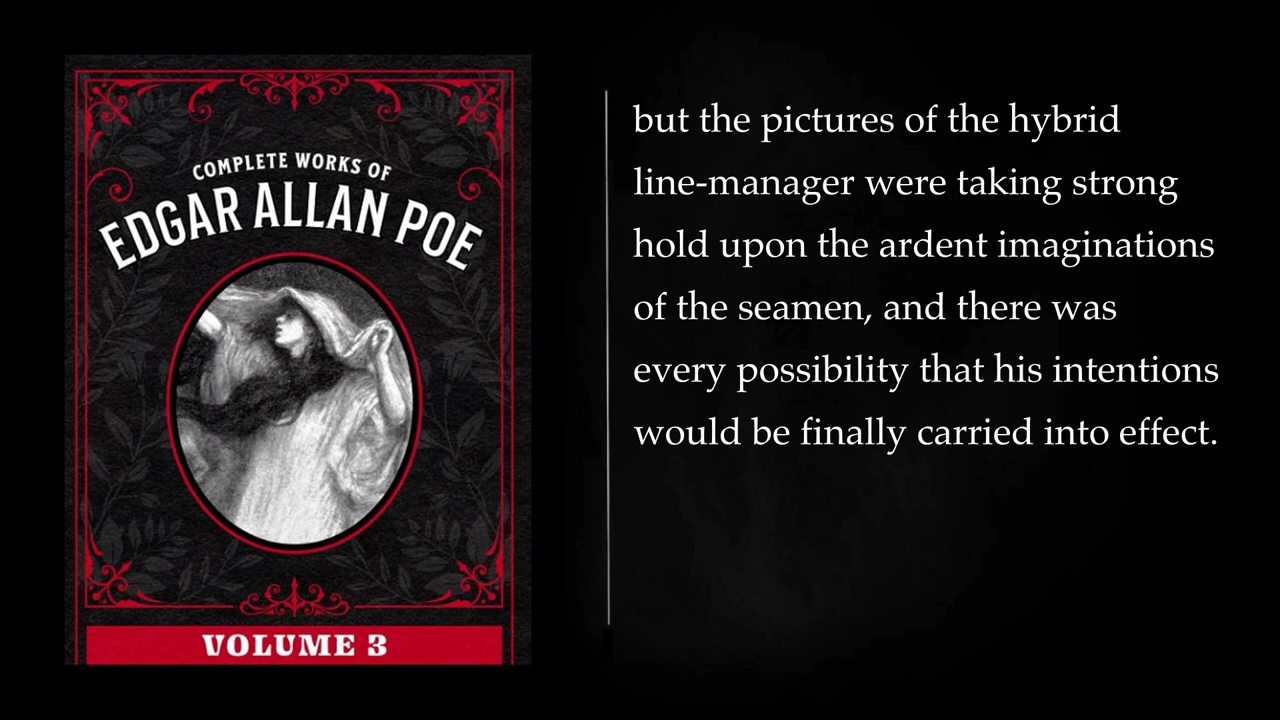 COMPLETE WORKS OF
EDGAR ALLAN POE
VOLUME 3
but the pictures of the hybrid
line-manager were taking strong
hold upon the ardent imaginations
of the seamen, and there was
every possibility that his intentions
would be finally carried into effect.